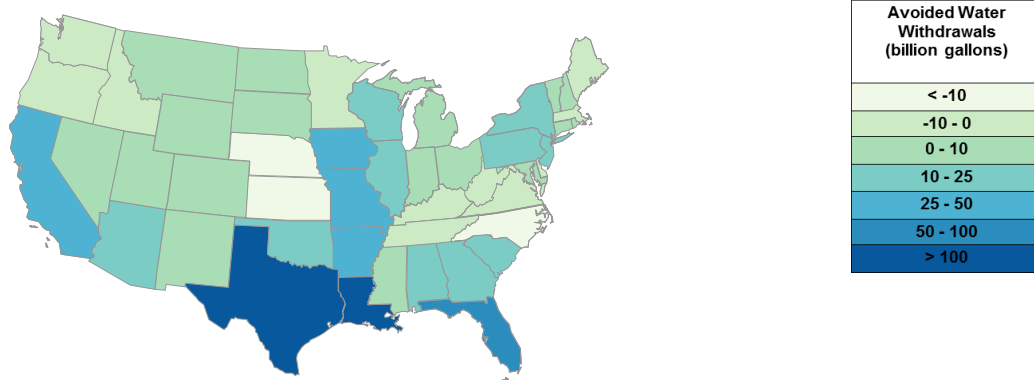 Avoided Water
Withdrawals
(billion gallons)
< -10
-10 - 0
0 - 10
10 - 25
25 - 50
50 - 100
> 100